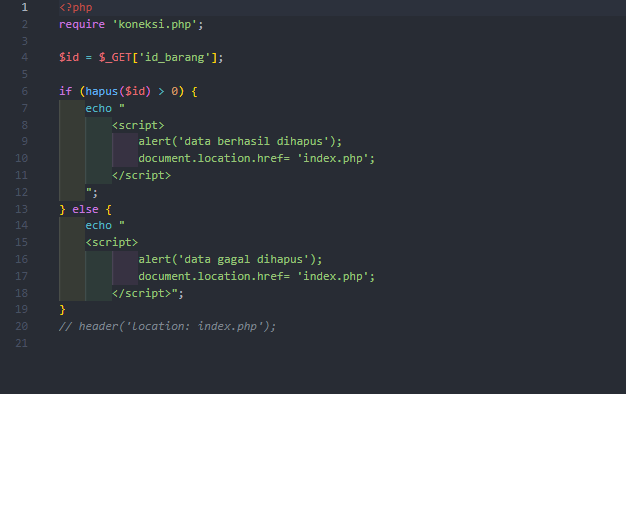 1 <?php
2 require 'koneksi.php';
3
4 $id = $_GET['id_barang'];
5
6 if (hapus($id) > 0) {
7 echo "
8 <script>
9 alert('data berhasil dihapus');
10 document.location.href= 'index.php';
11 </script>
12 ";
13 } else {
14 echo "
15 <script>
16 alert('data gagal dihapus');
17 document.location.href= 'index.php';
18 </script>";
19 }
20 // header('Location: index.php');
21